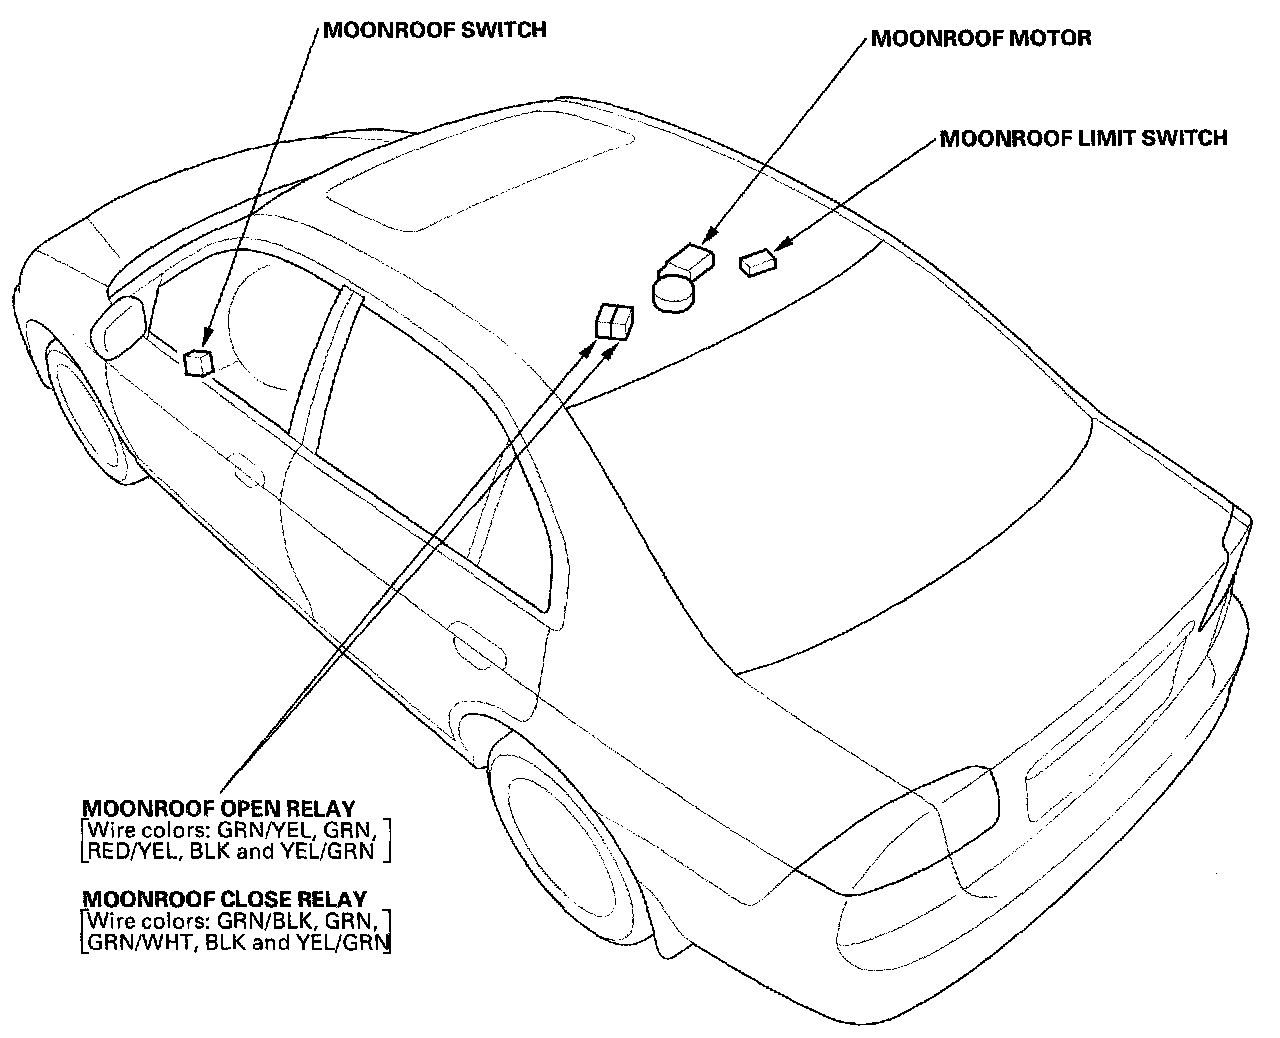 MOONROOF SWITCH
MOONROOF MOTOR
MOONROOF LIMIT SWITCH
MOONROOF OPEN RELAY
[Wire colors: GRN/YEL, GRN,
RED/YEL, BLK and YEL/GRN]
MOONROOF CLOSE RELAY
[Wire colors: GRN/BLK, GRN,
GRN/WHT, BLK and YEL/GRN]